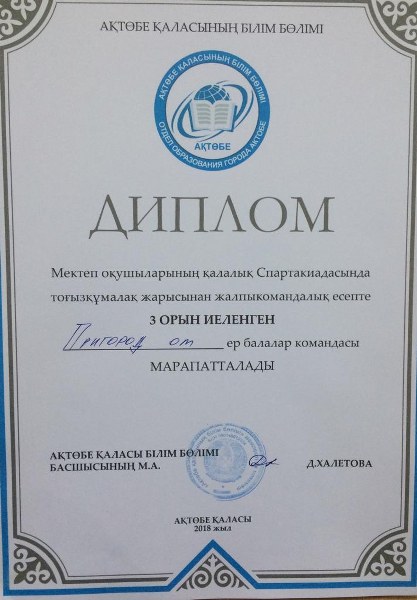 АҚТӨБЕ ҚАЛАСЫНЫҢ БІЛІМ БӨЛІМІ
АҚТӨБЕ ҚАЛАСЫНЫҢ БІЛІМ БӨЛІМІ
АҚТӨБЕ
ОТДЕЛ ОБРАЗОВАНИЯ ГОРОДА АКТОБЕ
ДИПЛОМ
Мектеп оқушыларының қалалық Спартакиадасында
тоғызқұмалақ жарысынан жалпыкомандалық есепте
3 ОРЫН ИЕЛЕНГЕН
Пригород ом ер балалар командасы
МАРАПАТТАЛАДЫ
АҚТӨБЕ ҚАЛАСЫ БІЛІМ БӨЛІМІ
БАСШЫСЫНЫҢ М.А. Д.ХАЛЕТОВА
АҚТӨБЕ ҚАЛАСЫ
2018 жыл